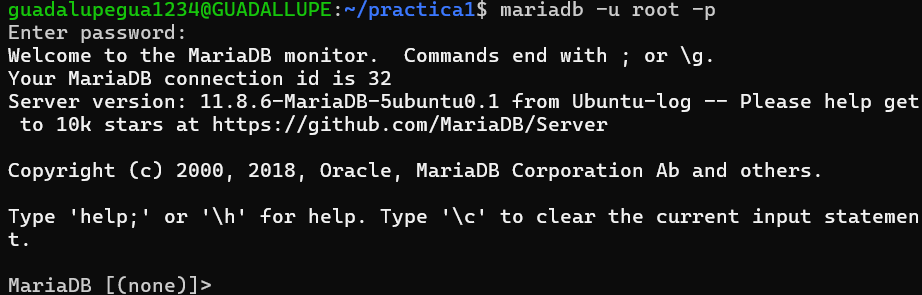 guadalupegua1234@GUADALLUPE:~/practica1$ mariadb -u root -p
Enter password:
Welcome to the MariaDB monitor.  Commands end with ; or \g.
Your MariaDB connection id is 32
Server version: 11.8.6-MariaDB-5ubuntu0.1 from Ubuntu-log -- Please help get
 to 10k stars at https://github.com/MariaDB/Server

Copyright (c) 2000, 2018, Oracle, MariaDB Corporation Ab and others.

Type 'help;' or '\h' for help. Type '\c' to clear the current input statemen
t.

MariaDB [(none)]>